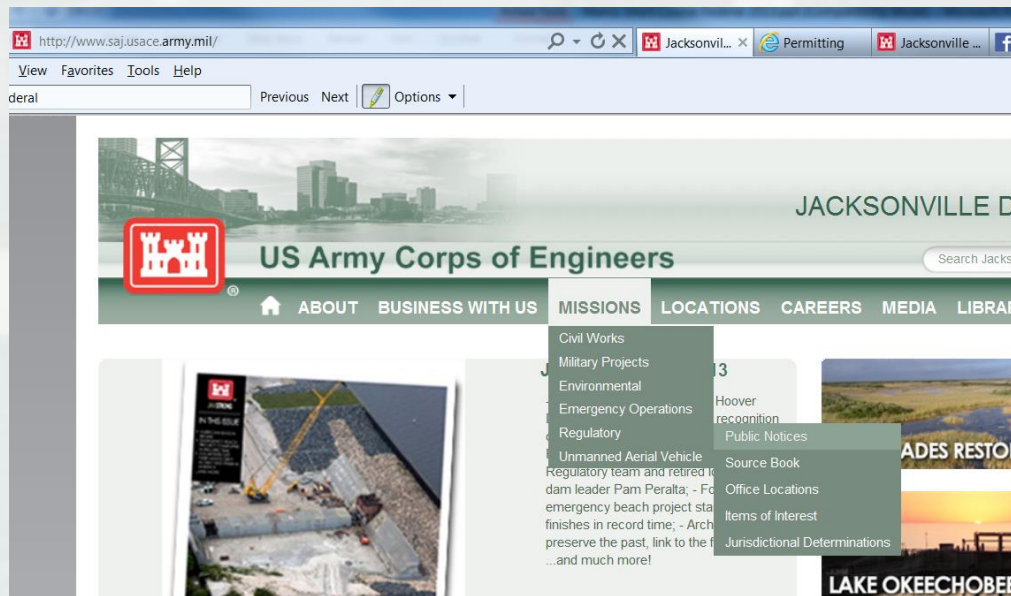 http://www.saj.usace.army.mil/
Jacksonvil...
Permitting
Jacksonville ...
View Favorites Tools Help
deral
Previous Next Options
JACKSONVILLE D
US Army Corps of Engineers
®
Search Jacks
ABOUT BUSINESS WITH US MISSIONS LOCATIONS CAREERS MEDIA LIBRAR
Civil Works
Military Projects
Environmental
Emergency Operations
Regulatory
Unmanned Aerial Vehicle
Public Notices
Source Book
Office Locations
Items of Interest
Jurisdictional Determinations
J 13
Hoover
recognition
Regulatory team and retired
dam leader Pam Peralta; - Fo
emergency beach project sta
finishes in record time; - Arch
preserve the past, link to the f
...and much more!
IN THIS ISSUE
ADES RESTO
LAKE OKEECHOBEE